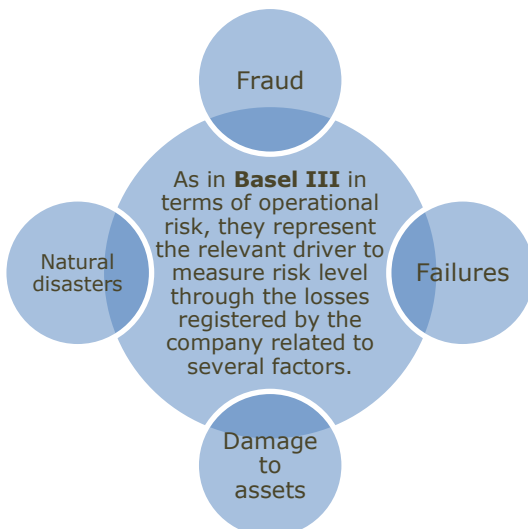 Fraud
As in Basel III in
terms of operational
risk, they represent
the relevant driver to
measure risk level
through the losses
registered by the
company related to
several factors.
Natural
disasters
Failures
Damage
to
assets